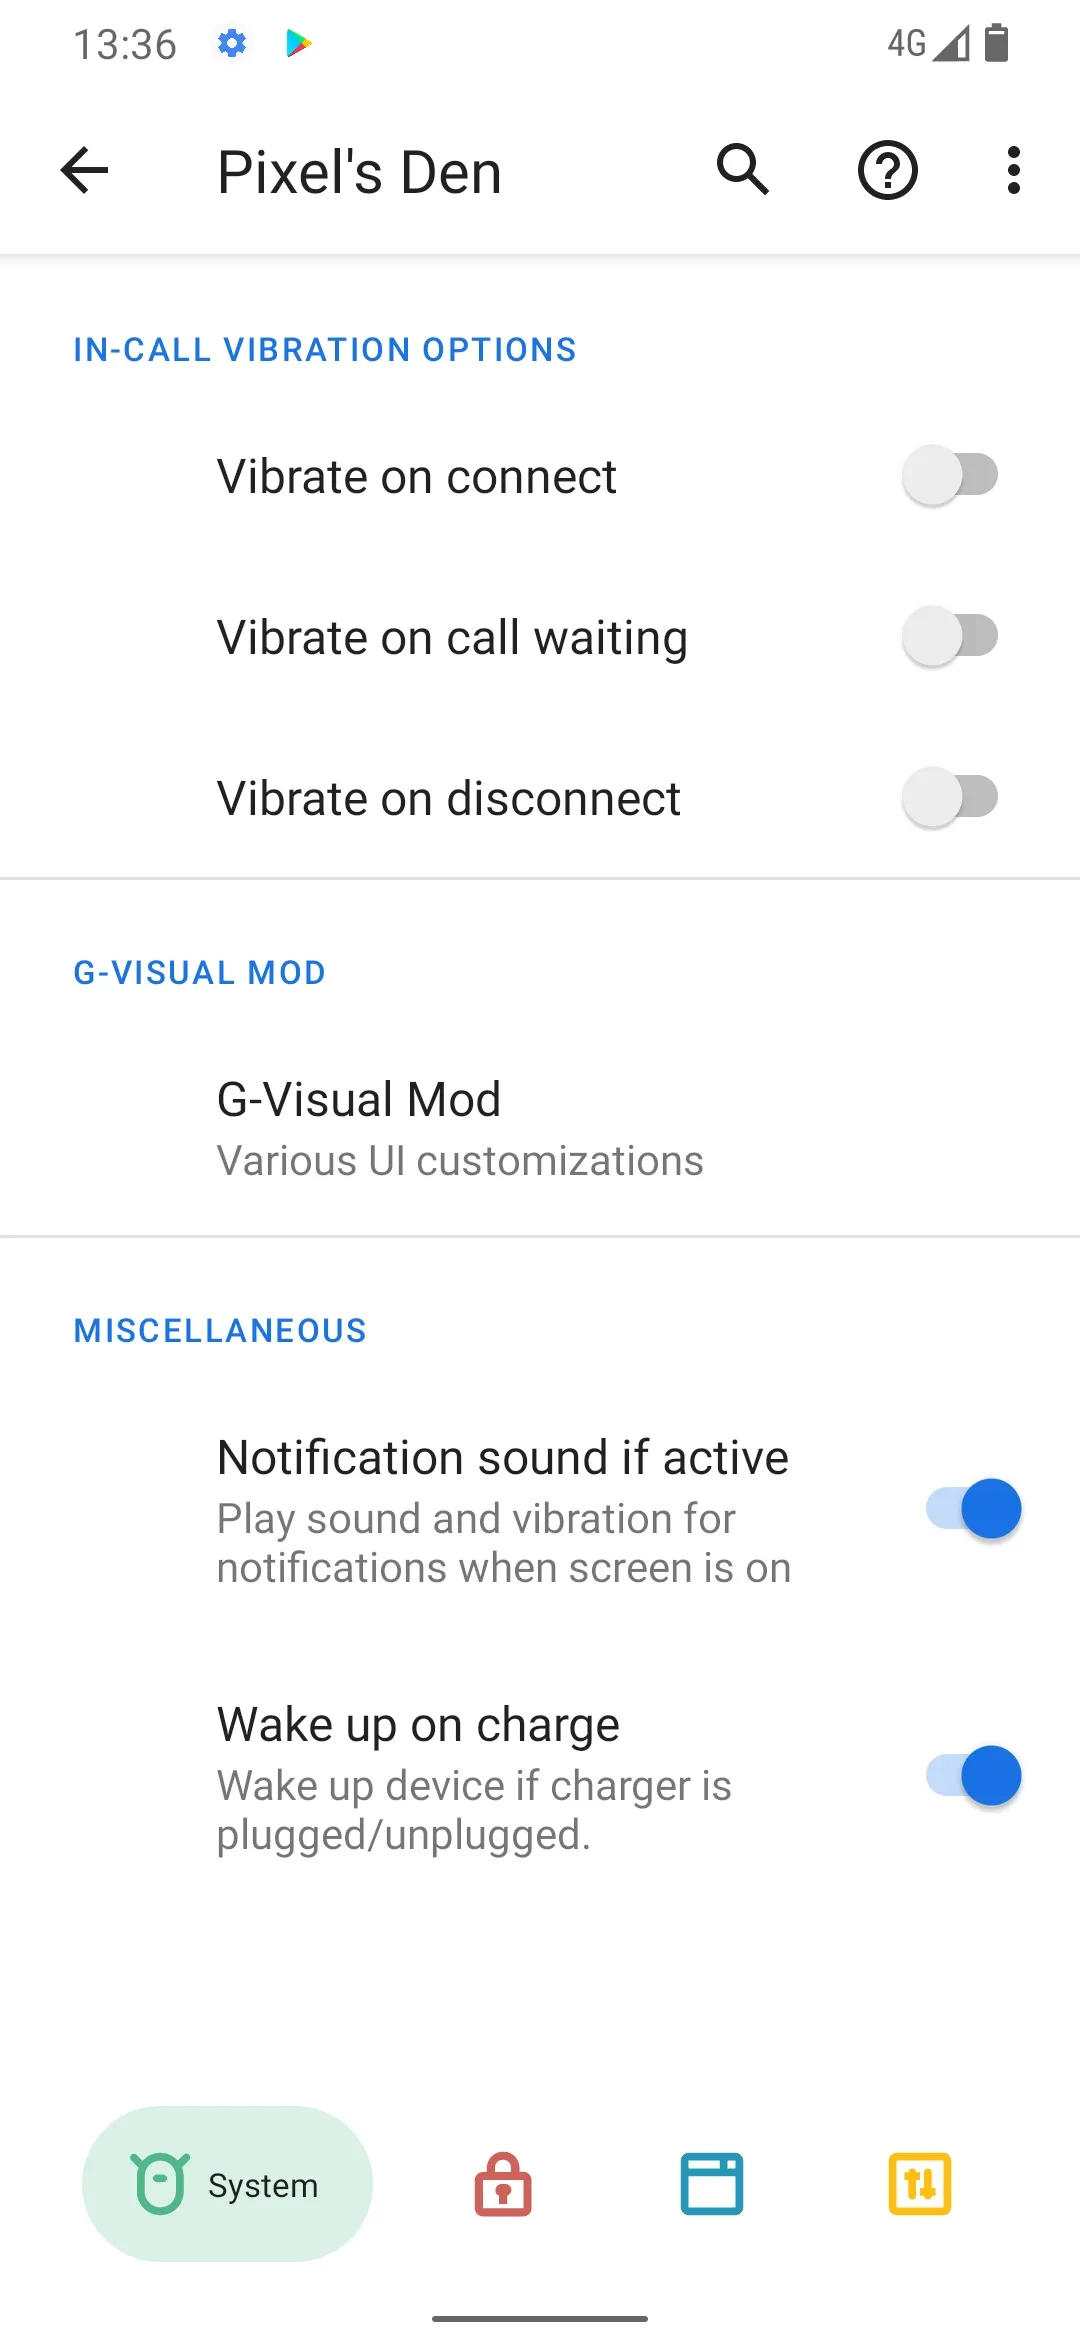 13:36
4G
Pixel's Den
IN-CALL VIBRATION OPTIONS
Vibrate on connect
Vibrate on call waiting
Vibrate on disconnect
G-VISUAL MOD
G-Visual Mod
Various UI customizations
MISCELLANEOUS
Notification sound if active
Play sound and vibration for
notifications when screen is on
Wake up on charge
Wake up device if charger is
plugged/unplugged.
System